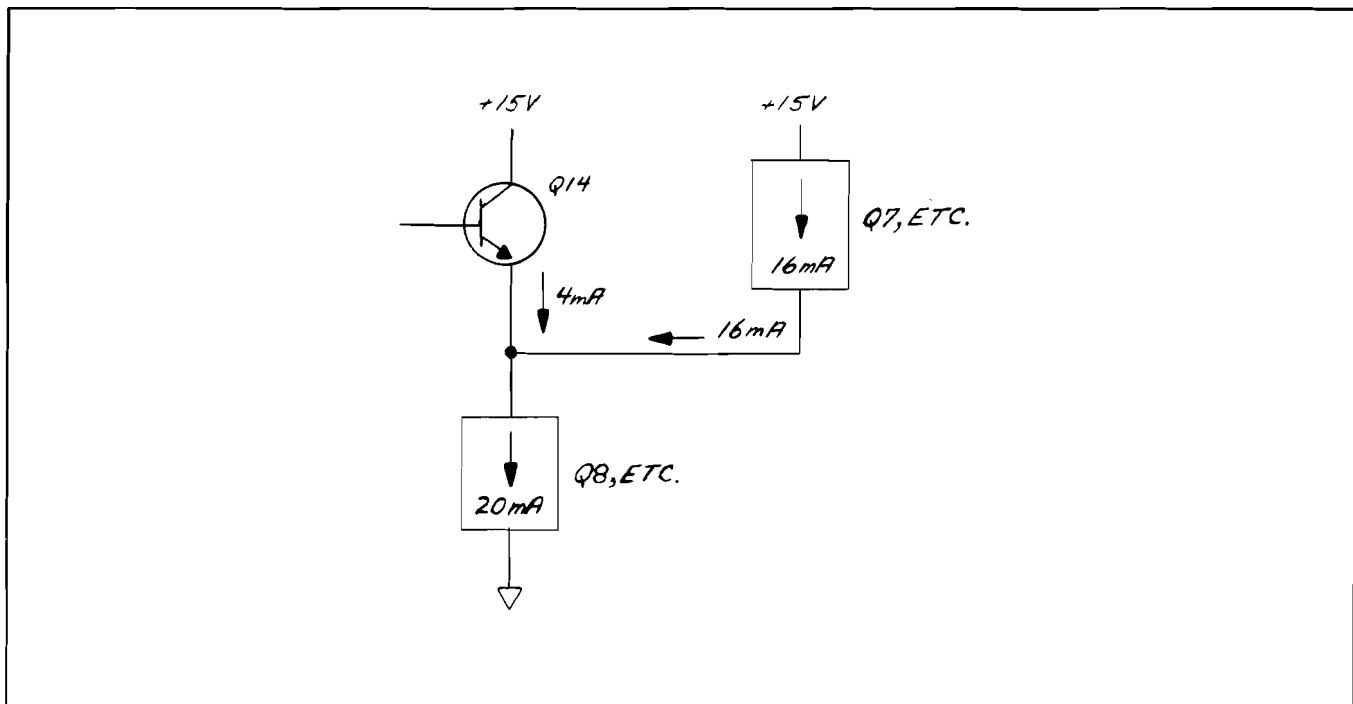 +15V
+15V
Q14
Q7, ETC.
16mA
4mA
16mA
Q8, ETC.
20mA